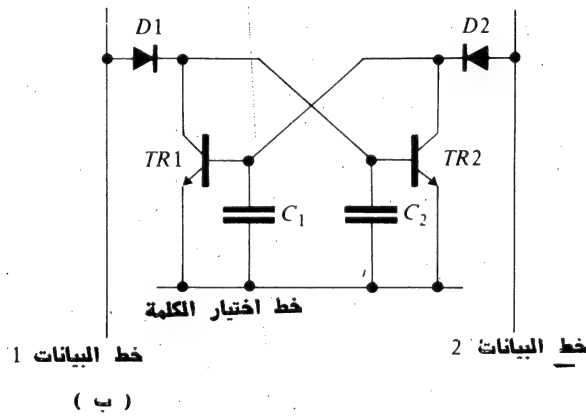 D1
D2
TR1
TR2
C1
C2
خط اختيار الكلمة
خط البيانات 1
خط البيانات 2
( ب )